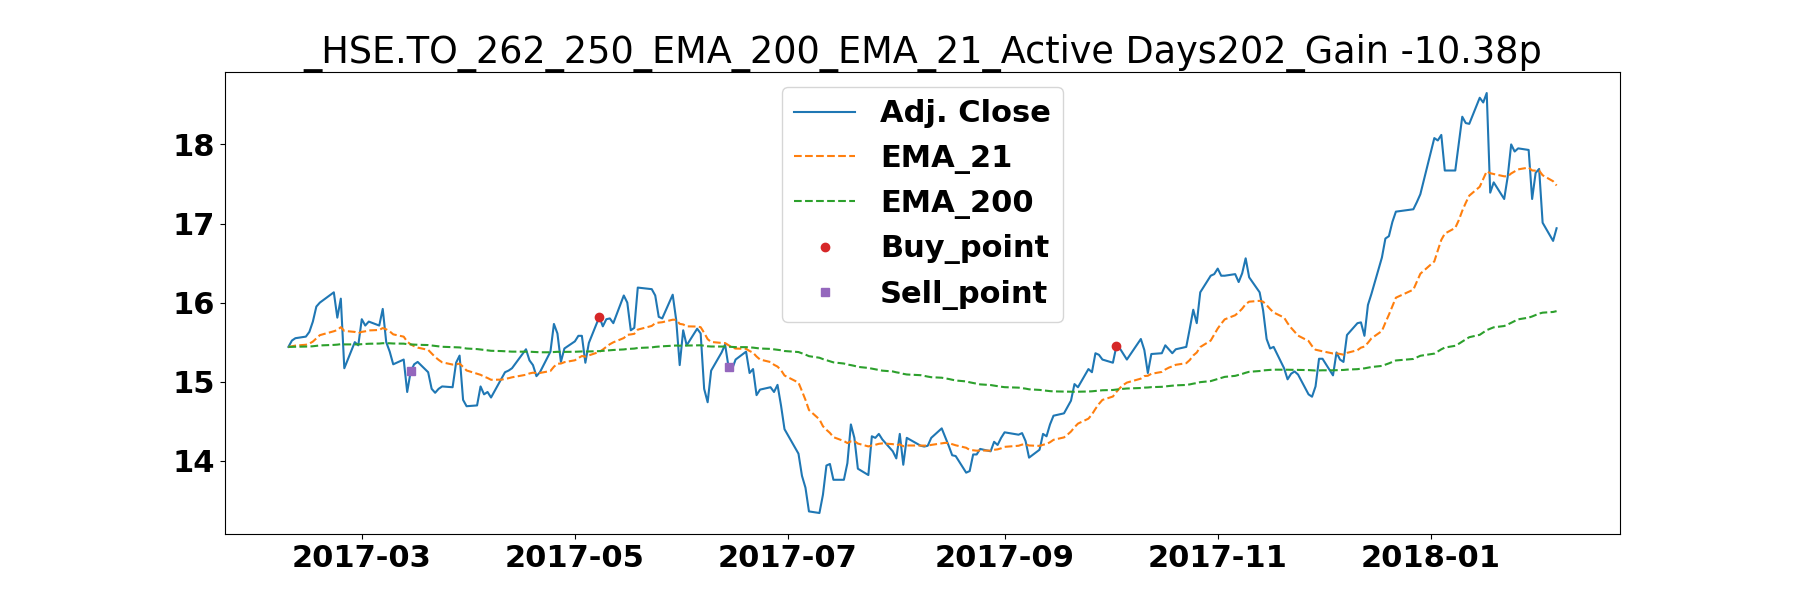 _HSE.TO_262_250_EMA_200_EMA_21_Active Days202_Gain -10.38p
Adj. Close
EMA_21
EMA_200
Buy_point
Sell_point
18
17
16
15
14
2017-03 2017-05 2017-07 2017-09 2017-11 2018-01